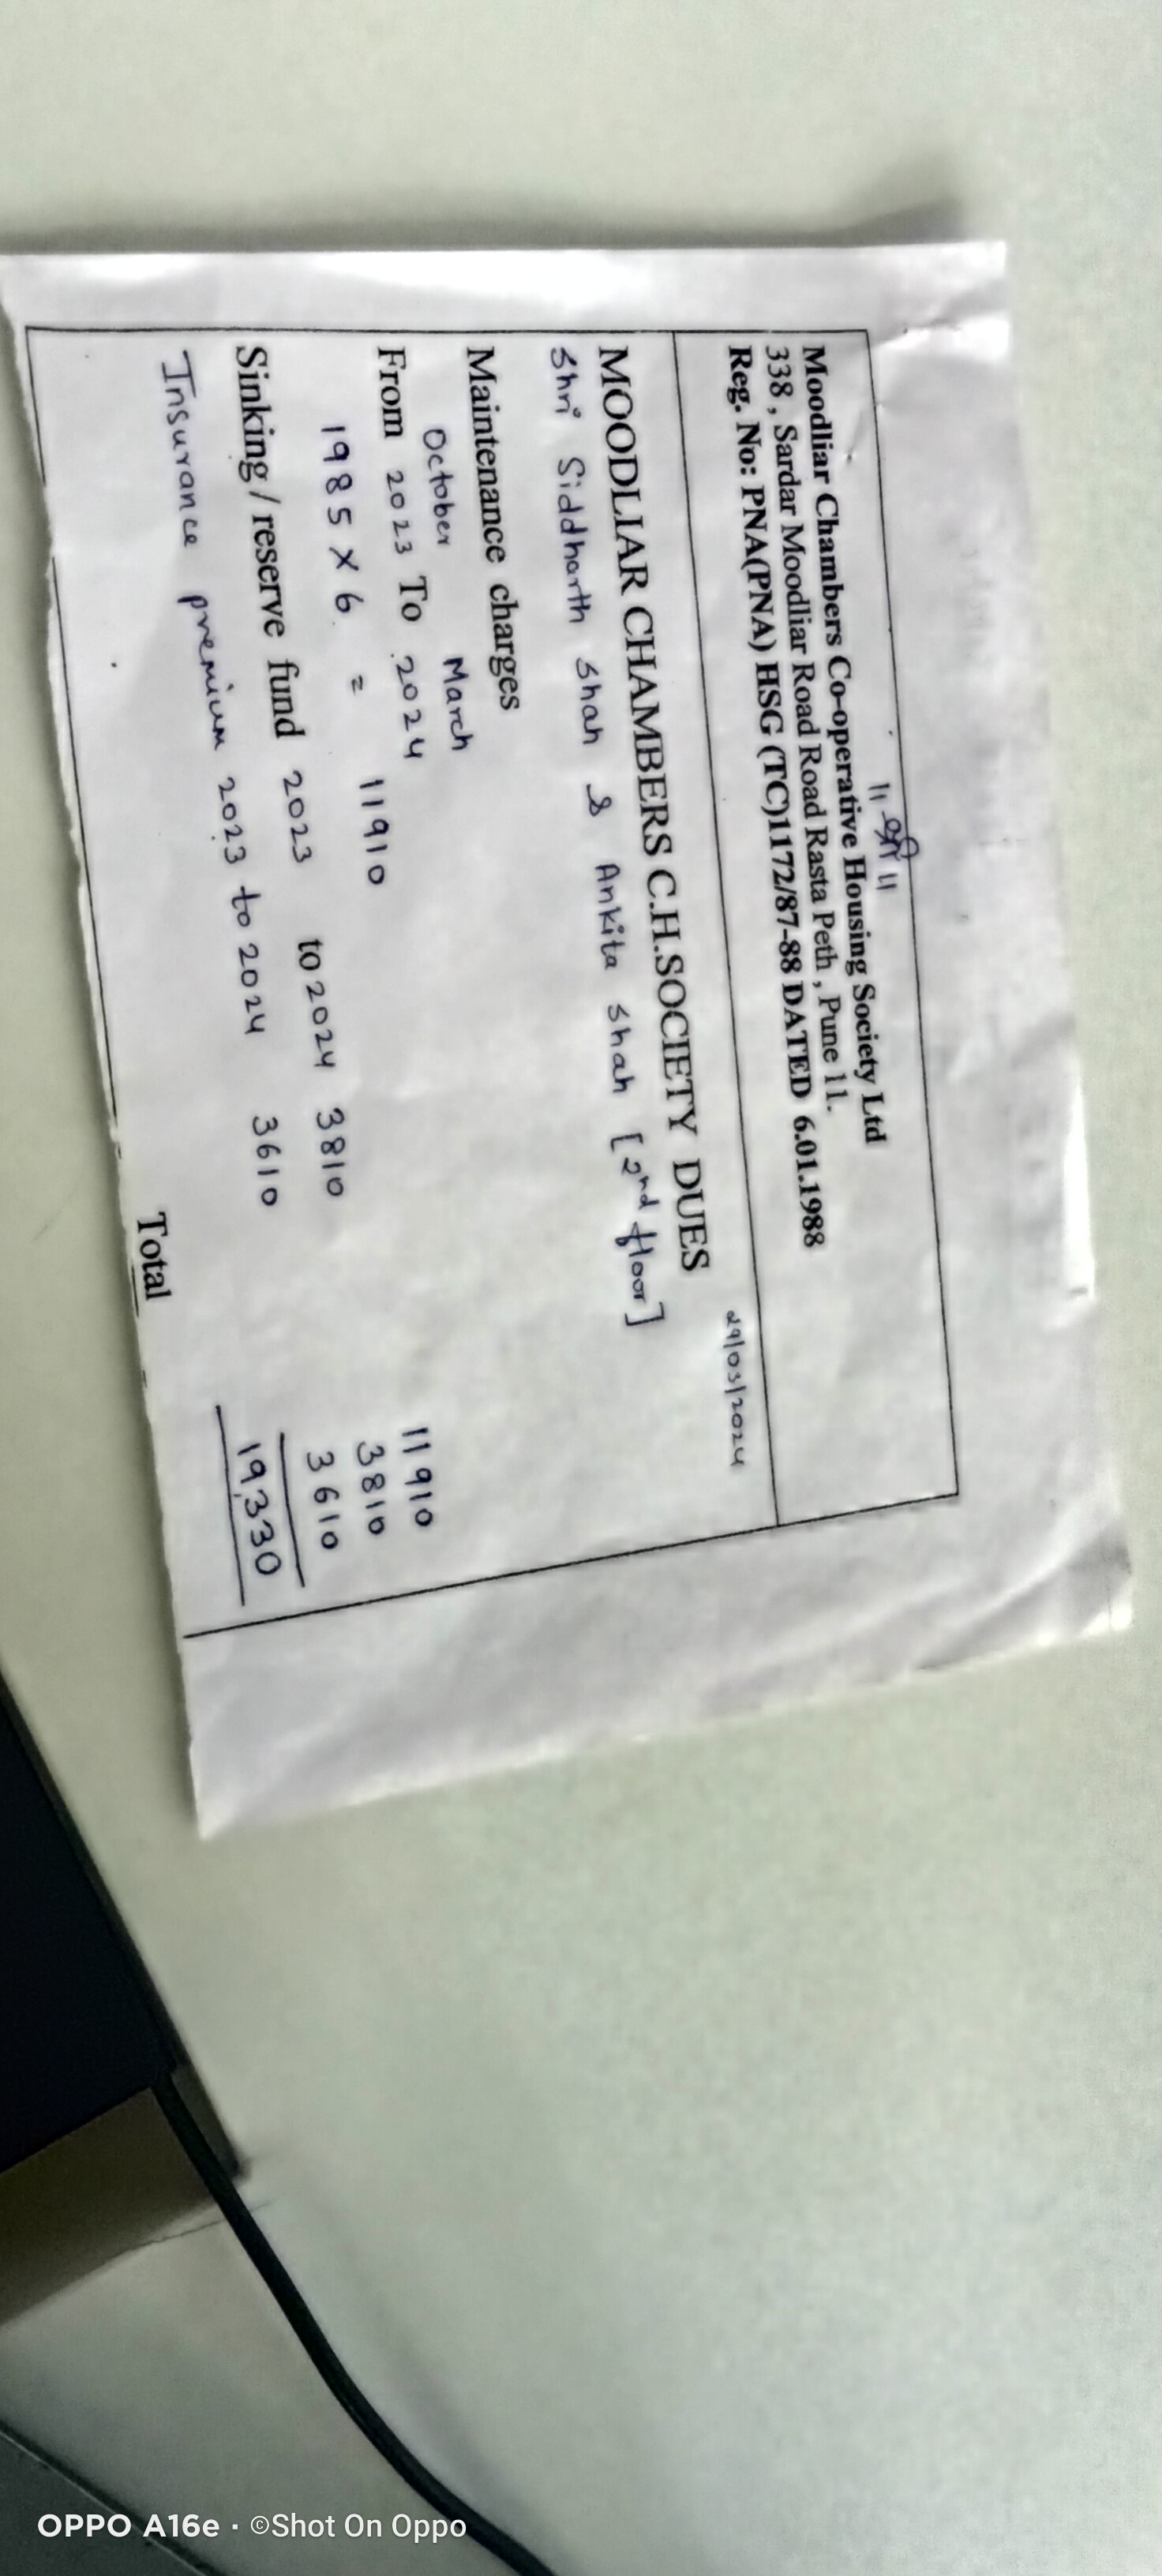 ॥ श्री ॥
Moodliar Chambers Co-operative Housing Society Ltd
338 , Sardar Moodliar Road Road Rasta Peth , Pune 11.
Reg. No: PNA(PNA) HSG (TC)1172/87-88 DATED 6.01.1988
29/03/2024
MOODLIAR CHAMBERS C.H.SOCIETY DUES
Shri Siddharth Shah & Ankita Shah [2nd floor]
Maintenance charges
October March
From 2023 To 2024
1985 x 6 = 11910
11910
Sinking / reserve fund 2023 to 2024 3810
3810
Insurance premium 2023 to 2024 3610
3610
19,330
Total
OPPO A16e · ©Shot On Oppo